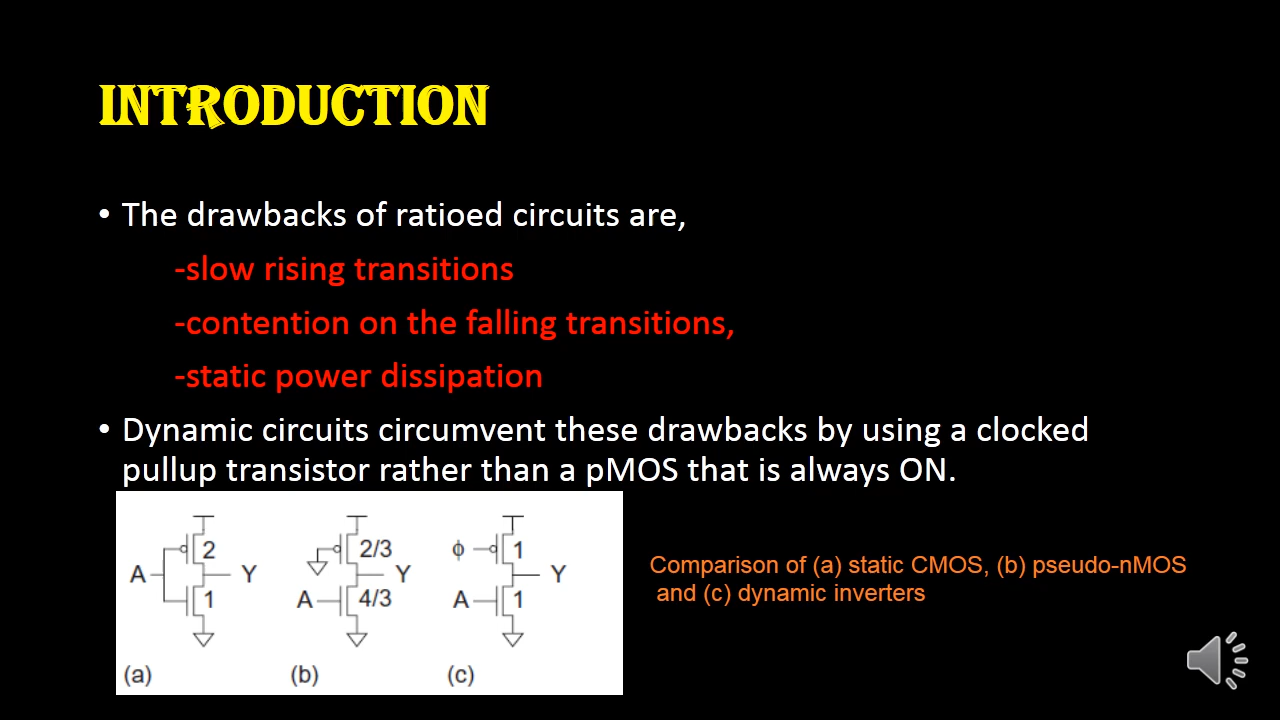 INTRODUCTION
• The drawbacks of ratioed circuits are,
-slow rising transitions
-contention on the falling transitions,
-static power dissipation
• Dynamic circuits circumvent these drawbacks by using a clocked
pullup transistor rather than a pMOS that is always ON.
2 2/3 ϕ 1
A Y Y Y
1 A 4/3 A 1
(a) (b) (c)
Comparison of (a) static CMOS, (b) pseudo-nMOS
and (c) dynamic inverters